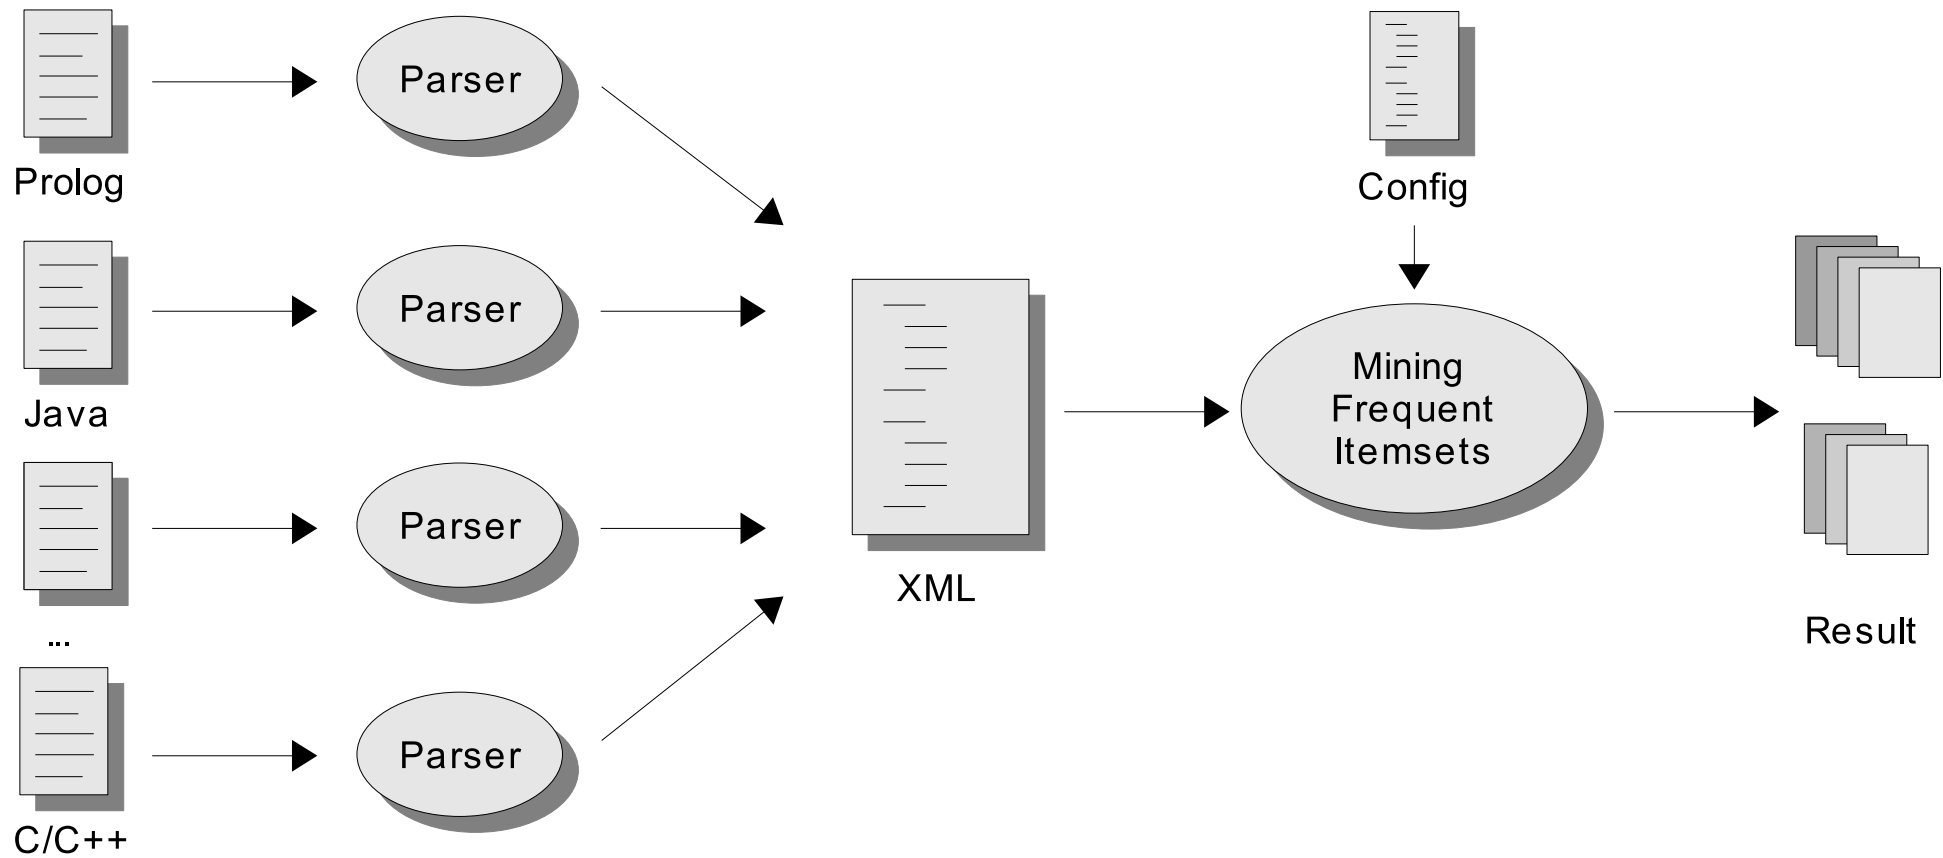 Parser
Prolog
Config
Parser
Java
Mining
Frequent
Itemsets
Parser
XML
...
Result
Parser
C/C++